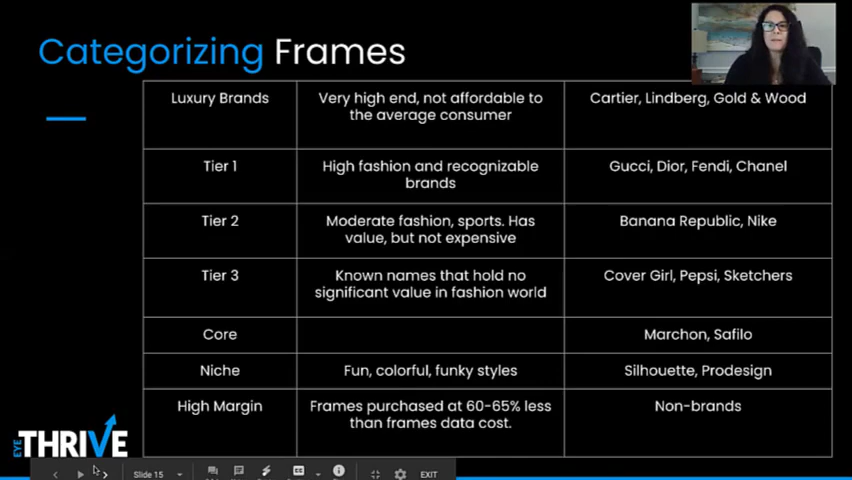 Categorizing Frames
Luxury Brands
Very high end, not affordable to
the average consumer
Cartier, Lindberg, Gold & Wood
Tier 1
High fashion and recognizable
brands
Gucci, Dior, Fendi, Chanel
Tier 2
Moderate fashion, sports. Has
value, but not expensive
Banana Republic, Nike
Tier 3
Known names that hold no
significant value in fashion world
Cover Girl, Pepsi, Sketchers
Core
Marchon, Safilo
Niche
Fun, colorful, funky styles
Silhouette, Prodesign
High Margin
Frames purchased at 60-65% less
than frames data cost.
Non-brands
EYE
THRIVE
Slide 15
EXIT